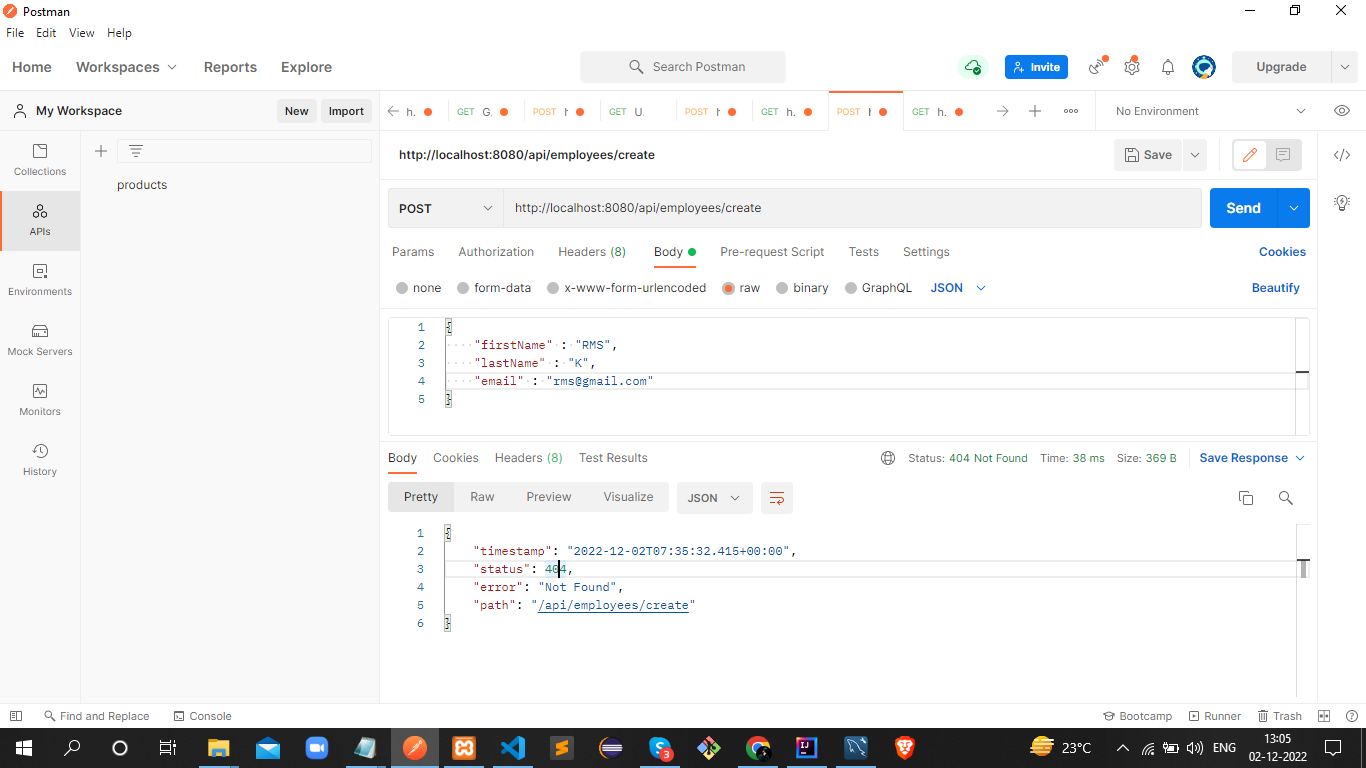 Postman
File Edit View Help
Home Workspaces Reports Explore Search Postman Invite Upgrade
My Workspace New Import h. GET G. POST h GET U. POST h GET h. POST h GET h. No Environment
Collections
APIs
Environments
Mock Servers
Monitors
History
products
http://localhost:8080/api/employees/create Save
POST http://localhost:8080/api/employees/create Send
Params Authorization Headers (8) Body Pre-request Script Tests Settings Cookies
none form-data x-www-form-urlencoded raw binary GraphQL JSON Beautify
1 {
2 "firstName" : "RMS",
3 "lastName" : "K",
4 "email" : "rms@gmail.com"
5 }
Body Cookies Headers (8) Test Results Status: 404 Not Found Time: 38 ms Size: 369 B Save Response
Pretty Raw Preview Visualize JSON
1 {
2 "timestamp": "2022-12-02T07:35:32.415+00:00",
3 "status": 404,
4 "error": "Not Found",
5 "path": "/api/employees/create"
6 }
Find and Replace Console Bootcamp Runner Trash
3 23°C ENG 13:05
02-12-2022